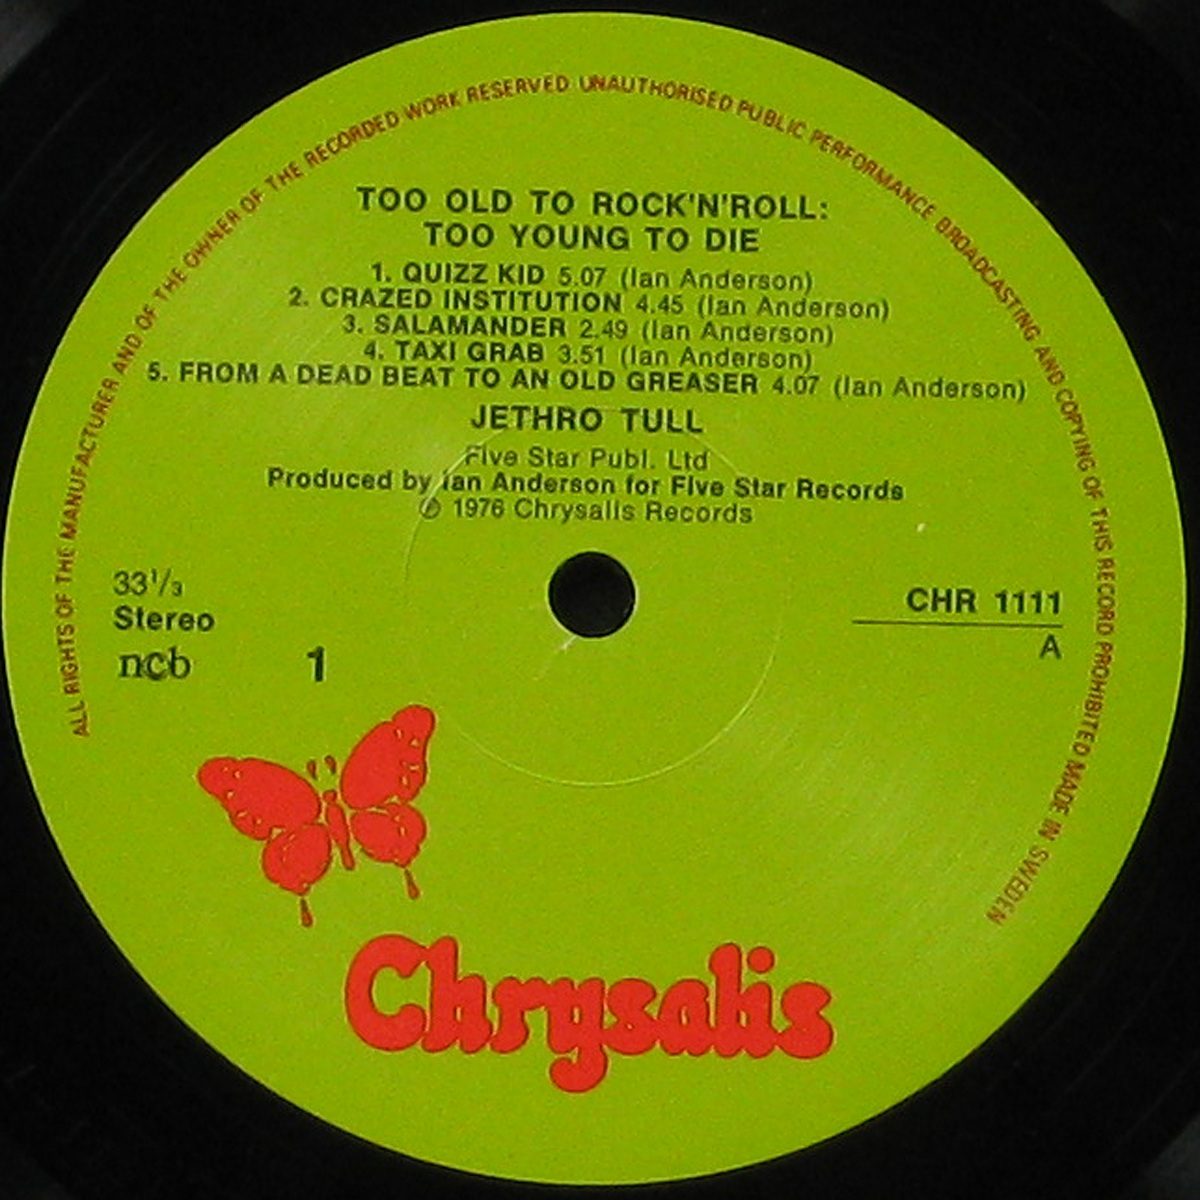 ALL RIGHTS OF THE MANUFACTURER AND OF THE OWNER OF THE RECORDED WORK RESERVED UNAUTHORISED PUBLIC PERFORMANCE BROADCASTING AND COPYING OF THIS RECORD PROHIBITED MADE IN SWEDEN
TOO OLD TO ROCK'N'ROLL:
TOO YOUNG TO DIE
1. QUIZZ KID 5.07 (Ian Anderson)
2. CRAZED INSTITUTION 4.45 (Ian Anderson)
3. SALAMANDER 2.49 (Ian Anderson)
4. TAXI GRAB 3.51 (Ian Anderson)
5. FROM A DEAD BEAT TO AN OLD GREASER 4.07 (Ian Anderson)
JETHRO TULL
Five Star Publ. Ltd
Produced by Ian Anderson for Five Star Records
℗ 1976 Chrysalis Records
33 1/3
Stereo
ncb
1
CHR 1111
A
Chrysalis